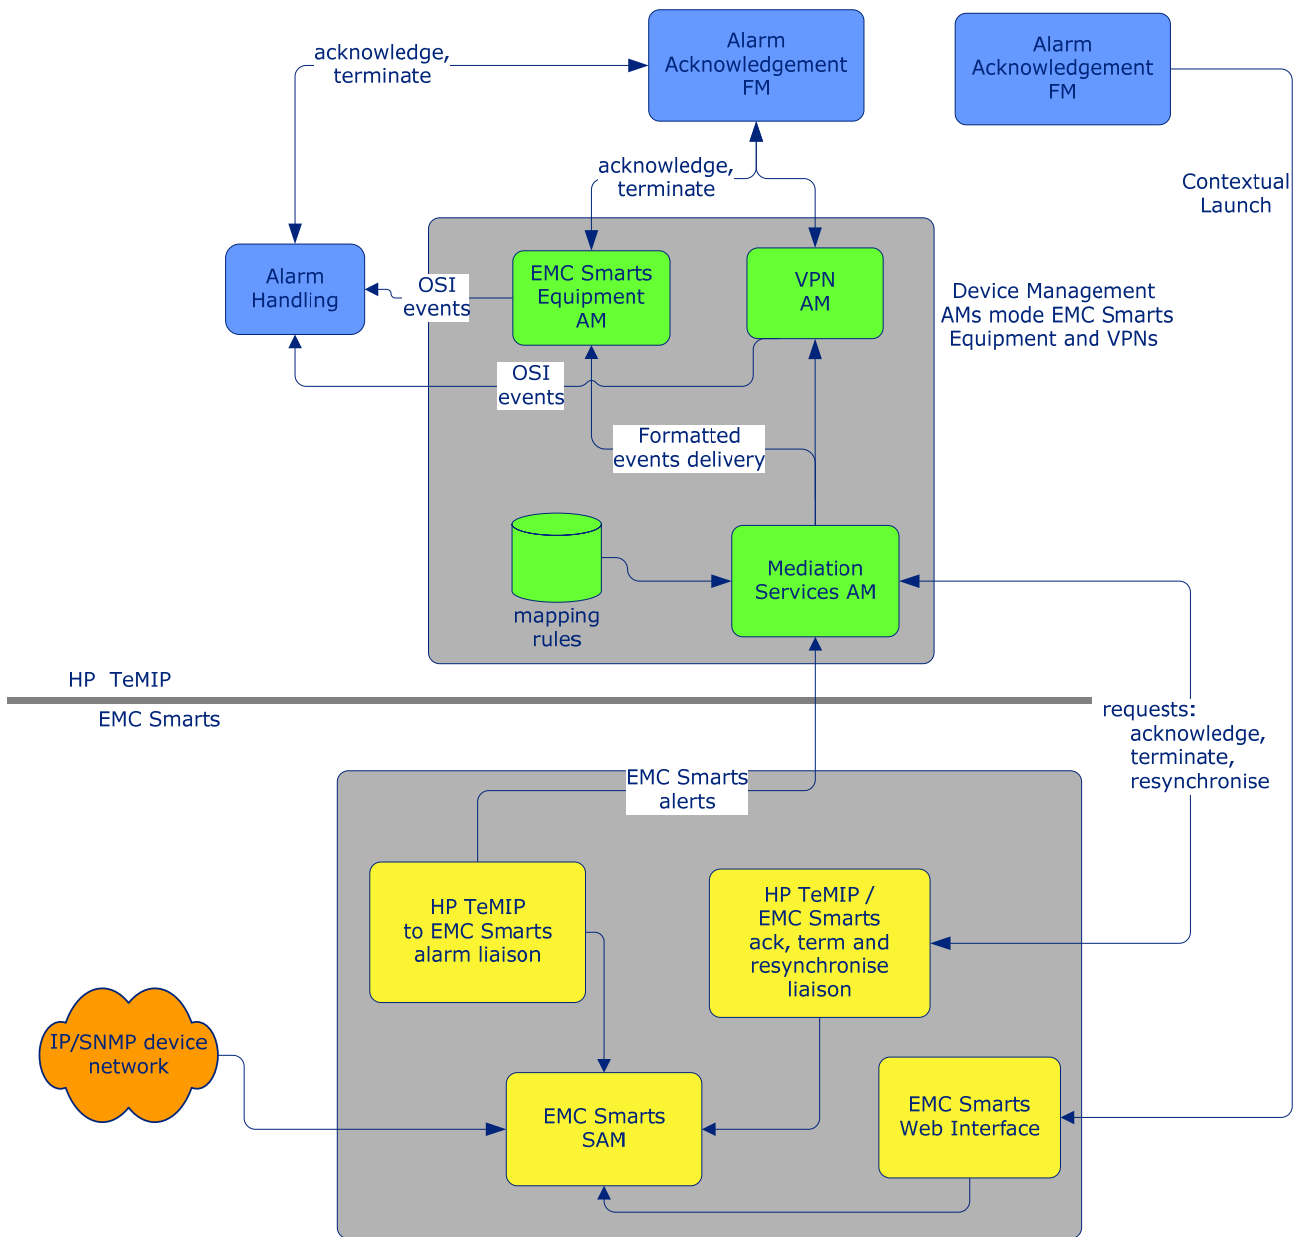 Alarm
Acknowledgement
FM
Alarm
Acknowledgement
FM
acknowledge,
terminate
acknowledge,
terminate
Contextual
Launch
Alarm
Handling
OSI
events
EMC Smarts
Equipment
AM
VPN
AM
Device Management
AMs mode EMC Smarts
Equipment and VPNs
OSI
events
Formatted
events delivery
Mediation
Services AM
mapping
rules
HP TeMIP
EMC Smarts
requests:
acknowledge,
terminate,
resynchronise
EMC Smarts
alerts
HP TeMIP
to EMC Smarts
alarm liaison
HP TeMIP /
EMC Smarts
ack, term and
resynchronise
liaison
IP/SNMP device
network
EMC Smarts
SAM
EMC Smarts
Web Interface